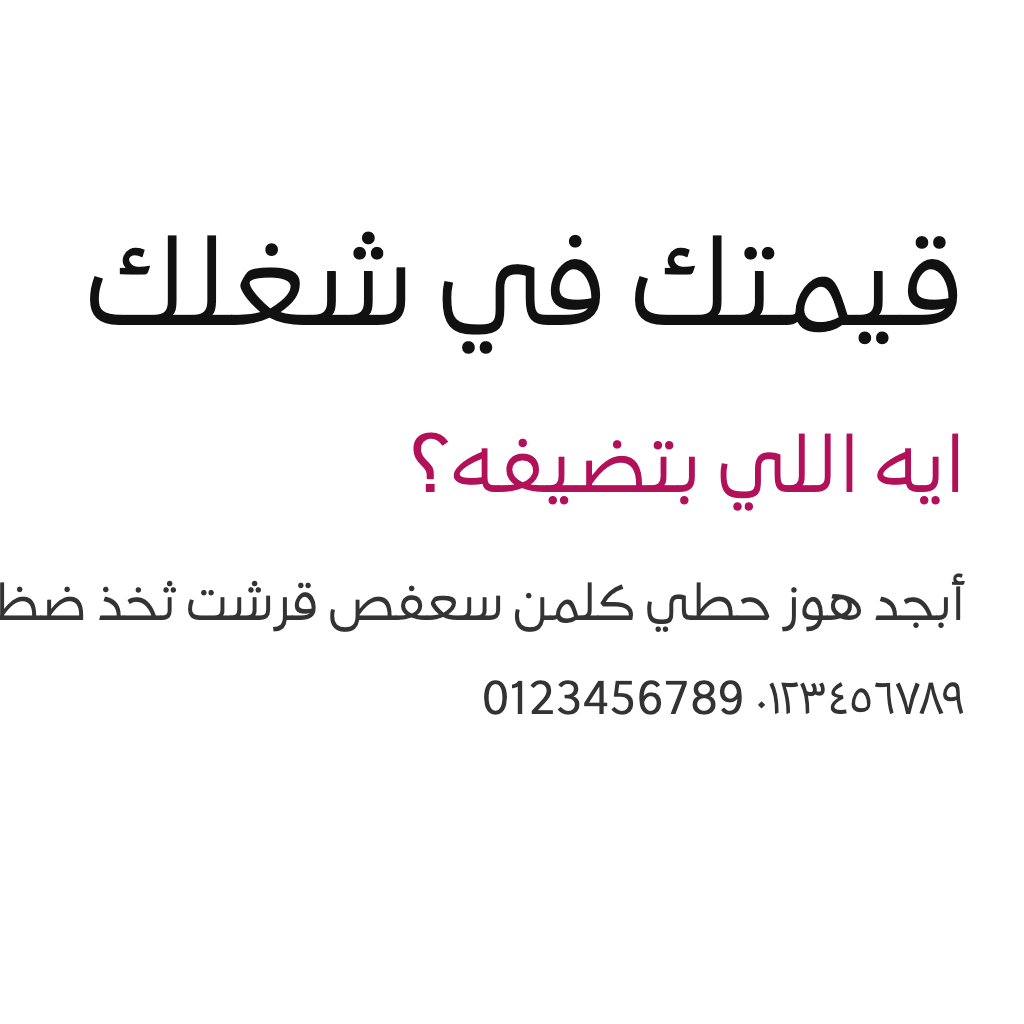 قيمتك في شغلك
ايه اللي بتضيفه؟
أبجد هوز حطي كلمن سعفص قرشت ثخذ ضظ
٠١٢٣٤٥٦٧٨٩ 0123456789